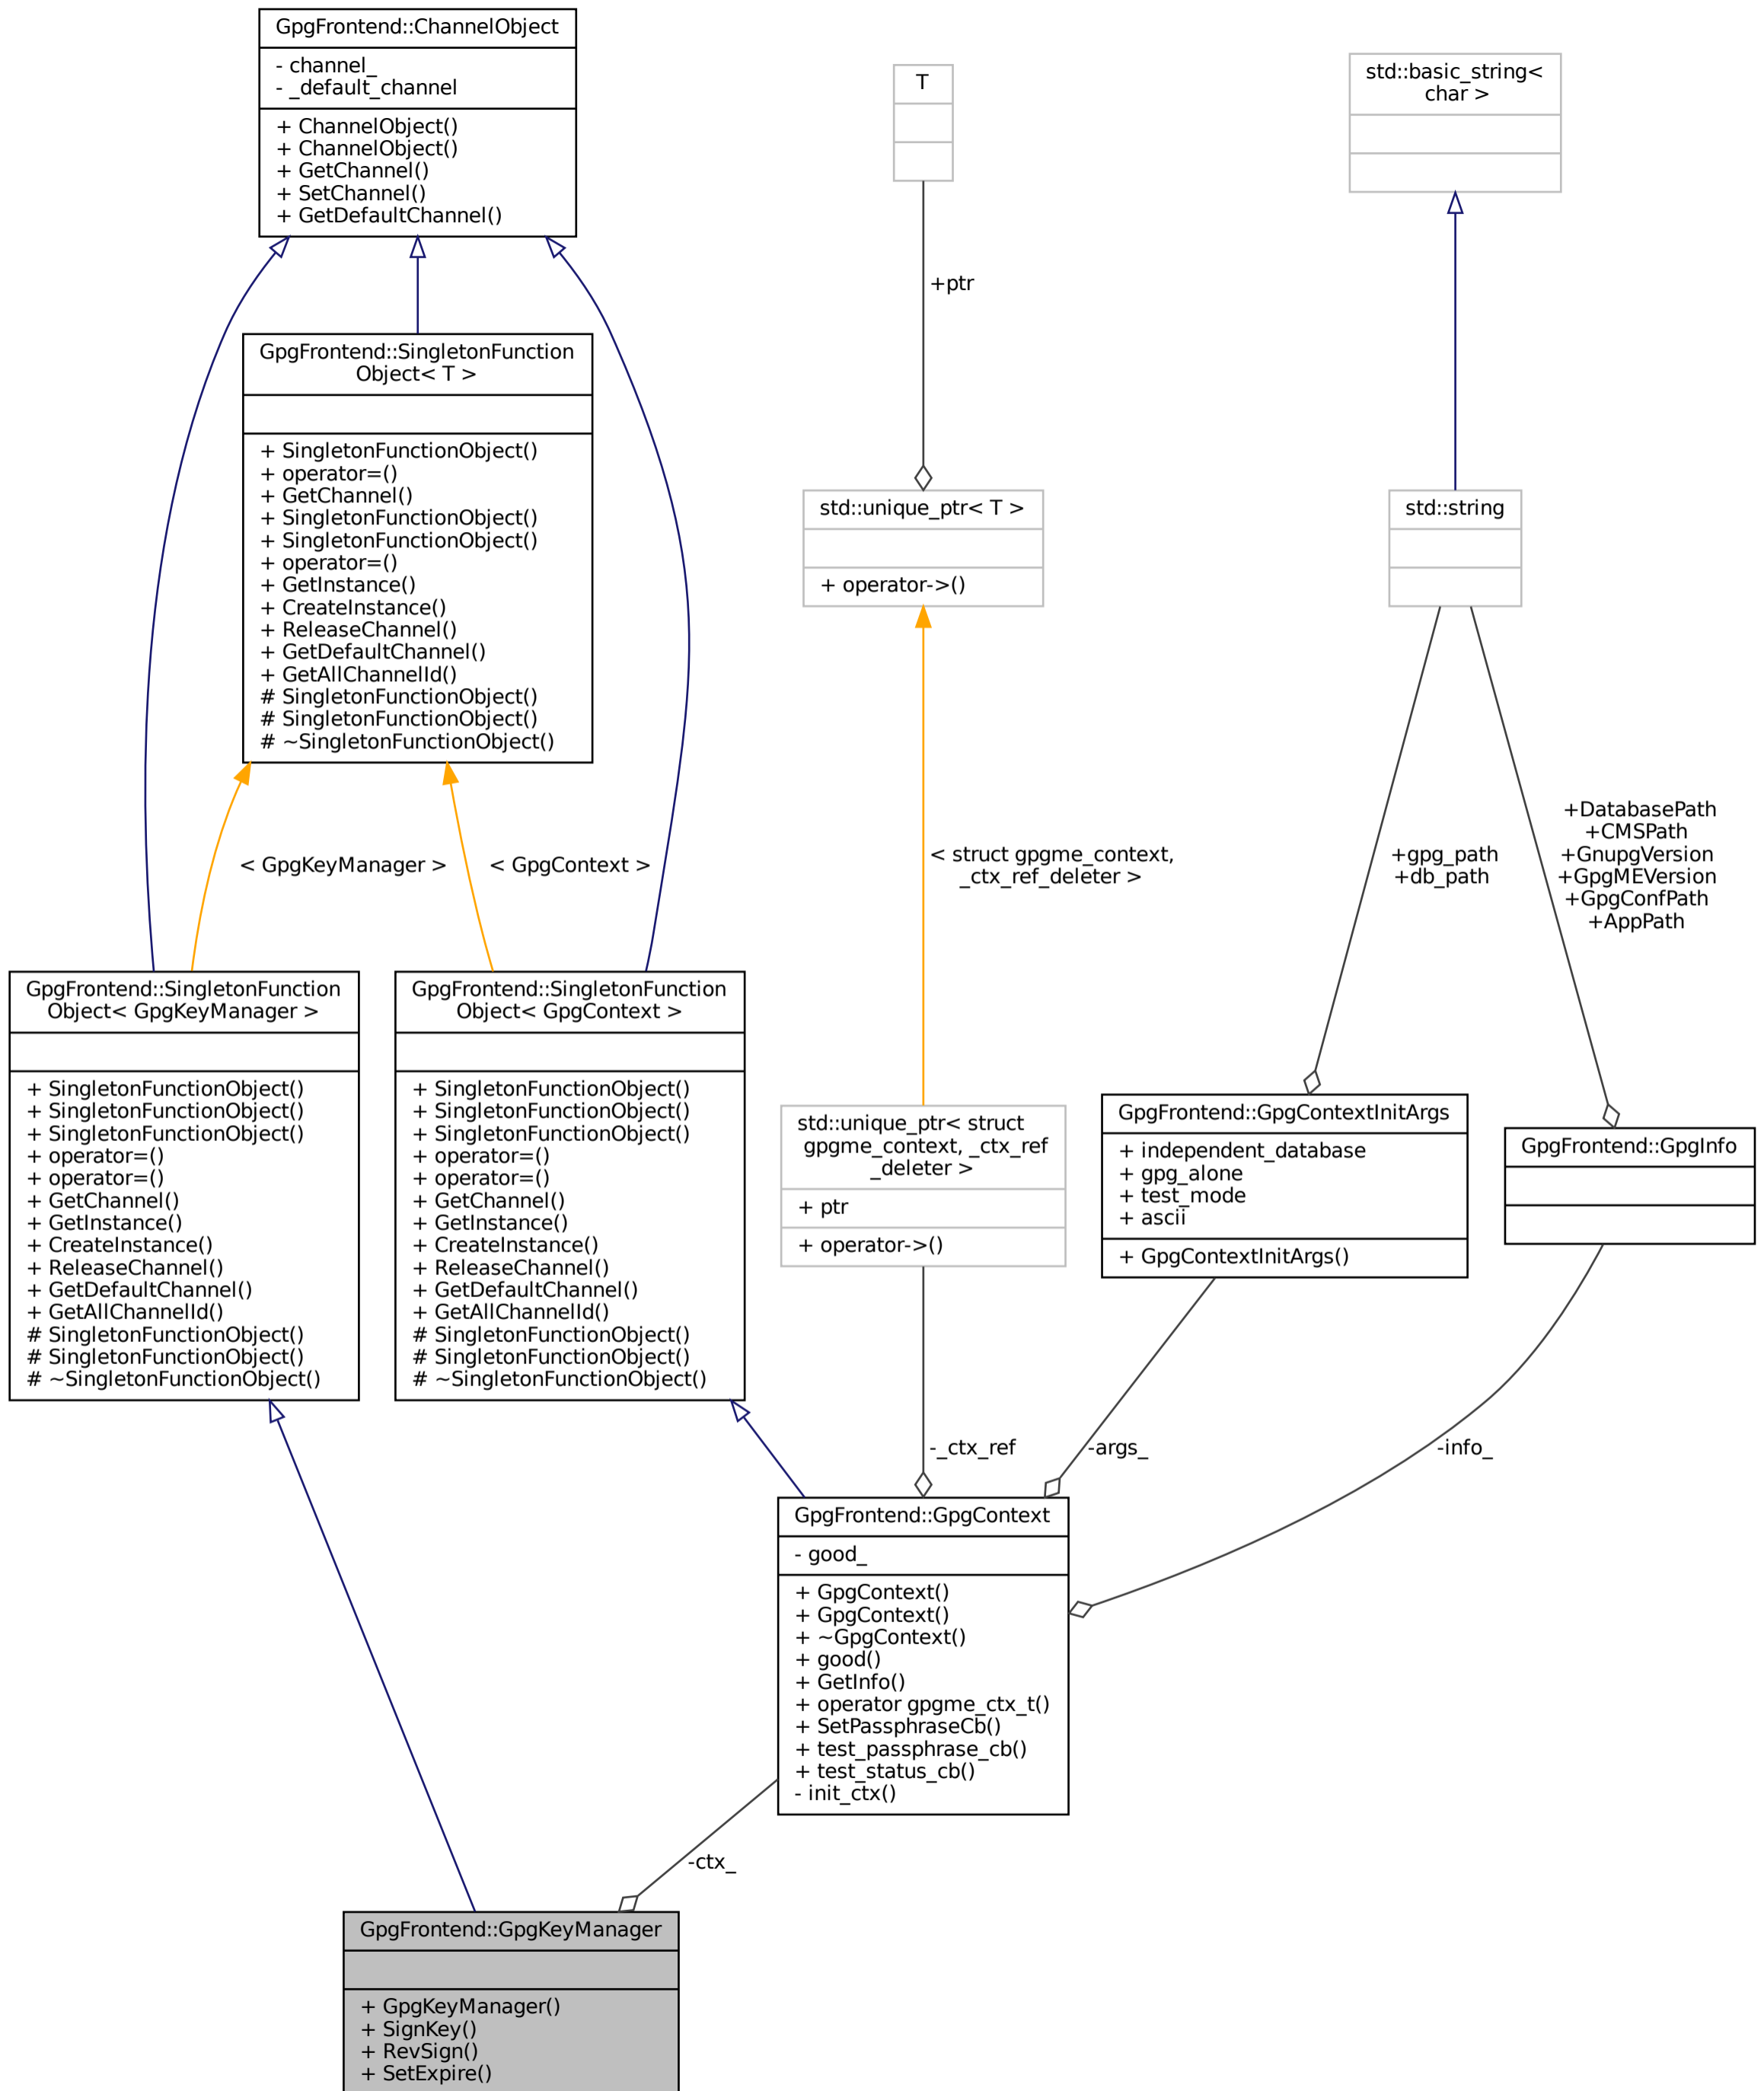 GpgFrontend::ChannelObject
- channel_
- _default_channel
+ ChannelObject()
+ ChannelObject()
+ GetChannel()
+ SetChannel()
+ GetDefaultChannel()
T
std::basic_string<
char >
+ptr
GpgFrontend::SingletonFunction
Object< T >
+ SingletonFunctionObject()
+ operator=()
+ GetChannel()
+ SingletonFunctionObject()
+ SingletonFunctionObject()
+ operator=()
+ GetInstance()
+ CreateInstance()
+ ReleaseChannel()
+ GetDefaultChannel()
+ GetAllChannelId()
# SingletonFunctionObject()
# SingletonFunctionObject()
# ~SingletonFunctionObject()
std::unique_ptr< T >
+ operator->()
std::string
< GpgKeyManager >
< GpgContext >
< struct gpgme_context,
_ctx_ref_deleter >
+gpg_path
+db_path
+DatabasePath
+CMSPath
+GnupgVersion
+GpgMEVersion
+GpgConfPath
+AppPath
GpgFrontend::SingletonFunction
Object< GpgKeyManager >
+ SingletonFunctionObject()
+ SingletonFunctionObject()
+ SingletonFunctionObject()
+ operator=()
+ operator=()
+ GetChannel()
+ GetInstance()
+ CreateInstance()
+ ReleaseChannel()
+ GetDefaultChannel()
+ GetAllChannelId()
# SingletonFunctionObject()
# SingletonFunctionObject()
# ~SingletonFunctionObject()
GpgFrontend::SingletonFunction
Object< GpgContext >
+ SingletonFunctionObject()
+ SingletonFunctionObject()
+ SingletonFunctionObject()
+ operator=()
+ operator=()
+ GetChannel()
+ GetInstance()
+ CreateInstance()
+ ReleaseChannel()
+ GetDefaultChannel()
+ GetAllChannelId()
# SingletonFunctionObject()
# SingletonFunctionObject()
# ~SingletonFunctionObject()
std::unique_ptr< struct
gpgme_context, _ctx_ref
_deleter >
+ ptr
+ operator->()
GpgFrontend::GpgContextInitArgs
+ independent_database
+ gpg_alone
+ test_mode
+ ascii
+ GpgContextInitArgs()
GpgFrontend::GpgInfo
-_ctx_ref
-args_
-info_
GpgFrontend::GpgContext
- good_
+ GpgContext()
+ GpgContext()
+ ~GpgContext()
+ good()
+ GetInfo()
+ operator gpgme_ctx_t()
+ SetPassphraseCb()
+ test_passphrase_cb()
+ test_status_cb()
- init_ctx()
-ctx_
GpgFrontend::GpgKeyManager
+ GpgKeyManager()
+ SignKey()
+ RevSign()
+ SetExpire()